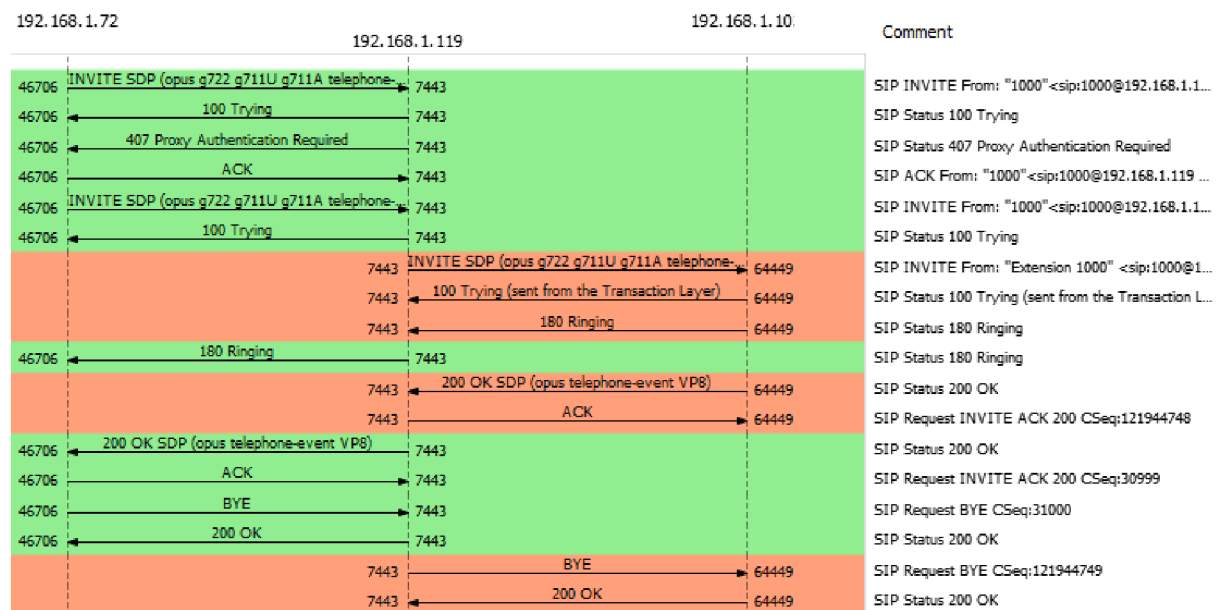 192.168.1.72 192.168.1.10
192.168.1.119
Comment
46706 INVITE SDP (opus g722 g711U g711A telephone-... 7443 SIP INVITE From: "1000"<sip:1000@192.168.1.1...
46706 100 Trying 7443 SIP Status 100 Trying
46706 407 Proxy Authentication Required 7443 SIP Status 407 Proxy Authentication Required
46706 ACK 7443 SIP ACK From: "1000"<sip:1000@192.168.1.119 ...
46706 INVITE SDP (opus g722 g711U g711A telephone-... 7443 SIP INVITE From: "1000"<sip:1000@192.168.1.1...
46706 100 Trying 7443 SIP Status 100 Trying
7443 INVITE SDP (opus g722 g711U g711A telephone-... 64449 SIP INVITE From: "Extension 1000" <sip:1000@1...
7443 100 Trying (sent from the Transaction Layer) 64449 SIP Status 100 Trying (sent from the Transaction L...
7443 180 Ringing 64449 SIP Status 180 Ringing
46706 180 Ringing 7443 SIP Status 180 Ringing
7443 200 OK SDP (opus telephone-event VP8) 64449 SIP Status 200 OK
7443 ACK 64449 SIP Request INVITE ACK 200 CSeq:121944748
46706 200 OK SDP (opus telephone-event VP8) 7443 SIP Status 200 OK
46706 ACK 7443 SIP Request INVITE ACK 200 CSeq:30999
46706 BYE 7443 SIP Request BYE CSeq:31000
46706 200 OK 7443 SIP Status 200 OK
7443 BYE 64449 SIP Request BYE CSeq:121944749
7443 200 OK 64449 SIP Status 200 OK